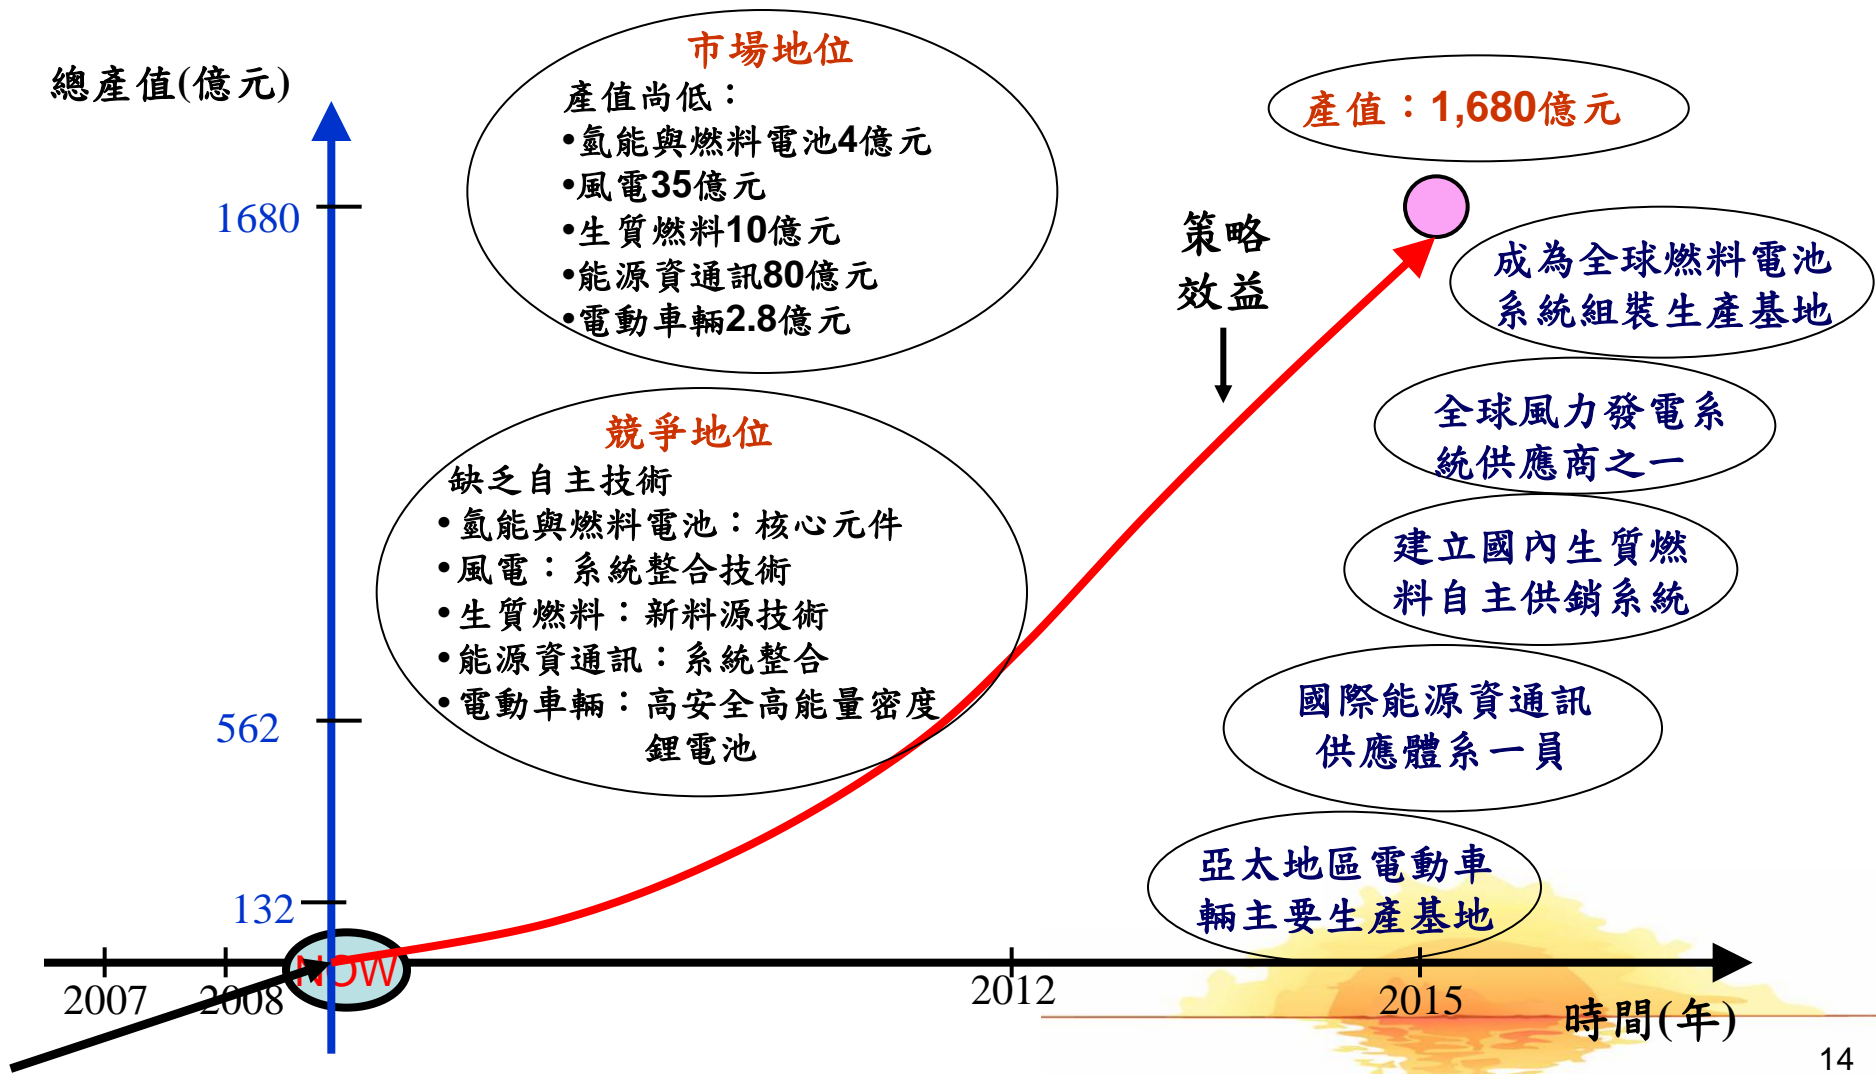 總產值(億元)
1680
562
132
市場地位
產值尚低：
•氫能與燃料電池4億元
•風電35億元
•生質燃料10億元
•能源資通訊80億元
•電動車輛2.8億元
競爭地位
缺乏自主技術
•氫能與燃料電池：核心元件
•風電：系統整合技術
•生質燃料：新料源技術
•能源資通訊：系統整合
•電動車輛：高安全高能量密度
鋰電池
策略
效益
產值：1,680億元
成為全球燃料電池
系統組裝生產基地
全球風力發電系
統供應商之一
建立國內生質燃
料自主供銷系統
國際能源資通訊
供應體系一員
亞太地區電動車
輛主要生產基地
NOW
2007
2008
2012
2015
時間(年)
14